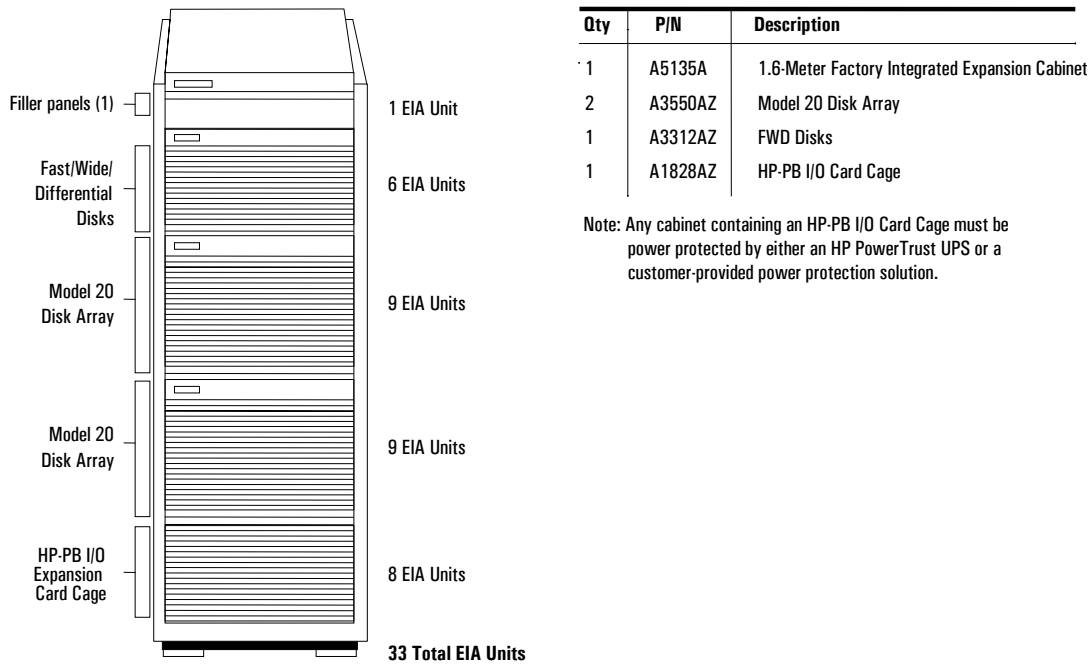 Filler panels (1)
1 EIA Unit
Fast/Wide/
Differential
Disks
6 EIA Units
Model 20
Disk Array
9 EIA Units
Model 20
Disk Array
9 EIA Units
HP-PB I/O
Expansion
Card Cage
8 EIA Units
33 Total EIA Units
Qty P/N Description
1 A5135A 1.6-Meter Factory Integrated Expansion Cabinet
2 A3550AZ Model 20 Disk Array
1 A3312AZ FWD Disks
1 A1828AZ HP-PB I/O Card Cage
Note: Any cabinet containing an HP-PB I/O Card Cage must be
power protected by either an HP PowerTrust UPS or a
customer-provided power protection solution.